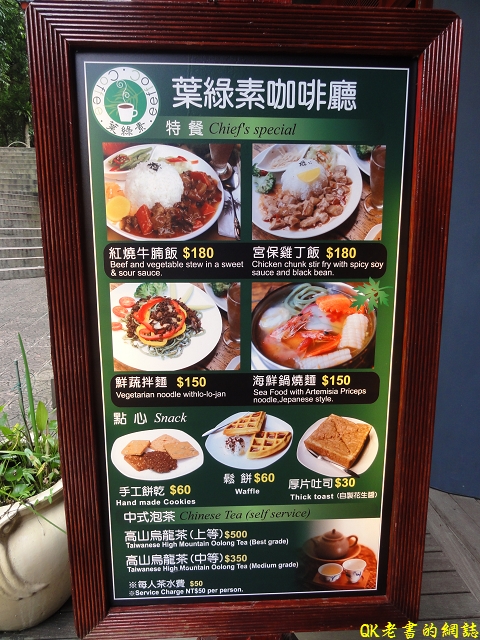 Coffee
葉綠素
葉綠素咖啡廳
特餐 Chief's special
紅燒牛腩飯 $180
Beef and vegetable stew in a sweet
& sour sauce.
宮保雞丁飯 $180
Chicken chunk stir fry with spicy soy
sauce and black bean.
鮮蔬拌麵 $150
Vegetarian noodle withlo-lo-jan
海鮮鍋燒麵 $150
Sea Food with Artemisia Priceps
noodle,Jepanese style.
點心 Snack
手工餅乾 $60
Hand made Cookies
鬆餅 $60
Waffle
厚片吐司 $30
Thick toast (自製花生醬)
中式泡茶 Chinese Tea (self service)
高山烏龍茶(上等) $500
Taiwanese High Mountain Oolong Tea (Best grade)
高山烏龍茶(中等) $350
Taiwanese High Mountain Oolong Tea (Medium grade)
※每人茶水費 $50
※Service Charge NT$50 per person.
QK老書的網誌